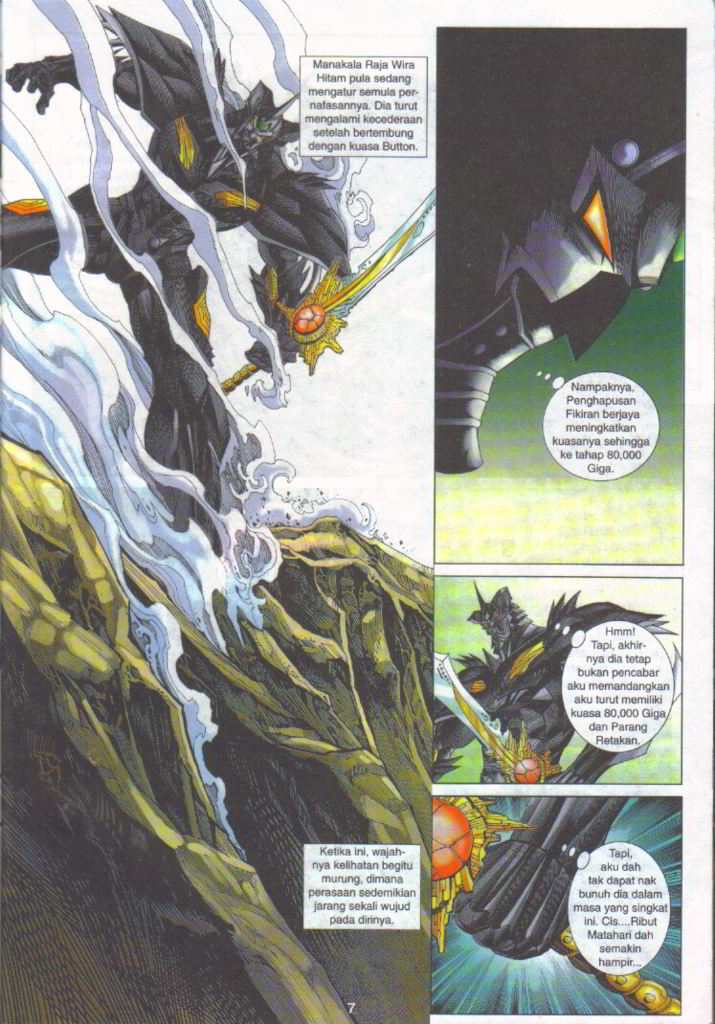 Manakala Raja Wira
Hitam pula sedang
mengatur semula per-
nafasannya. Dia turut
mengalami kecederaan
setelah bertembung
dengan kuasa Button.
Nampaknya,
Penghapusan
Fikiran berjaya
meningkatkan
kuasanya sehingga
ke tahap 80,000
Giga.
Hmm!
Tapi, akhir-
nya dia tetap
bukan pencabar
aku memandangkan
aku turut memiliki
kuasa 80,000 Giga
dan Parang
Retakan.
Ketika ini, wajah-
nya kelihatan begitu
murung, dimana
perasaan sedemikian
jarang sekali wujud
pada dirinya.
Tapi,
aku dah
tak dapat nak
bunuh dia dalam
masa yang singkat
ini. Cis....Ribut
Matahari dah
semakin
hampir...
7